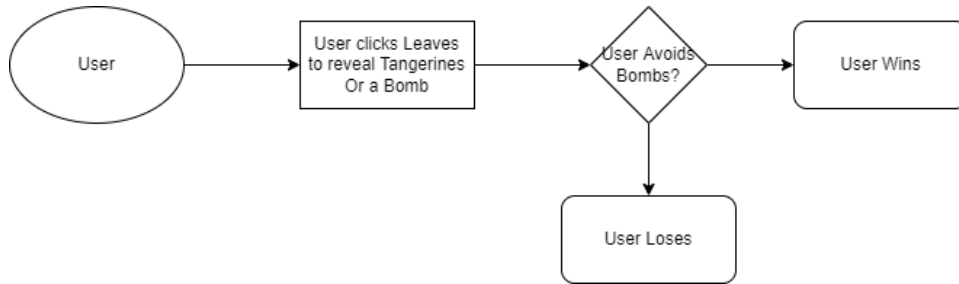 User
User clicks Leaves
to reveal Tangerines
Or a Bomb
User Avoids
Bombs?
User Wins
User Loses